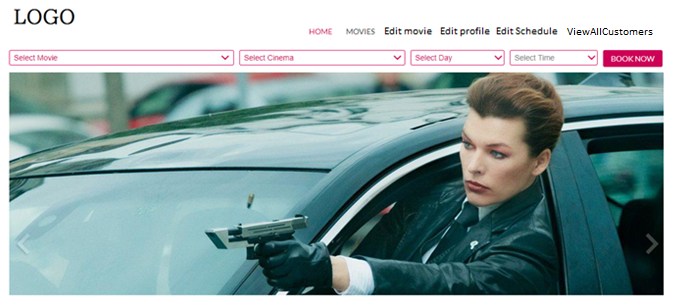 LOGO
HOME MOVIES Edit movie Edit profile Edit Schedule ViewAllCustomers
Select Movie Select Cinema Select Day Select Time BOOK NOW